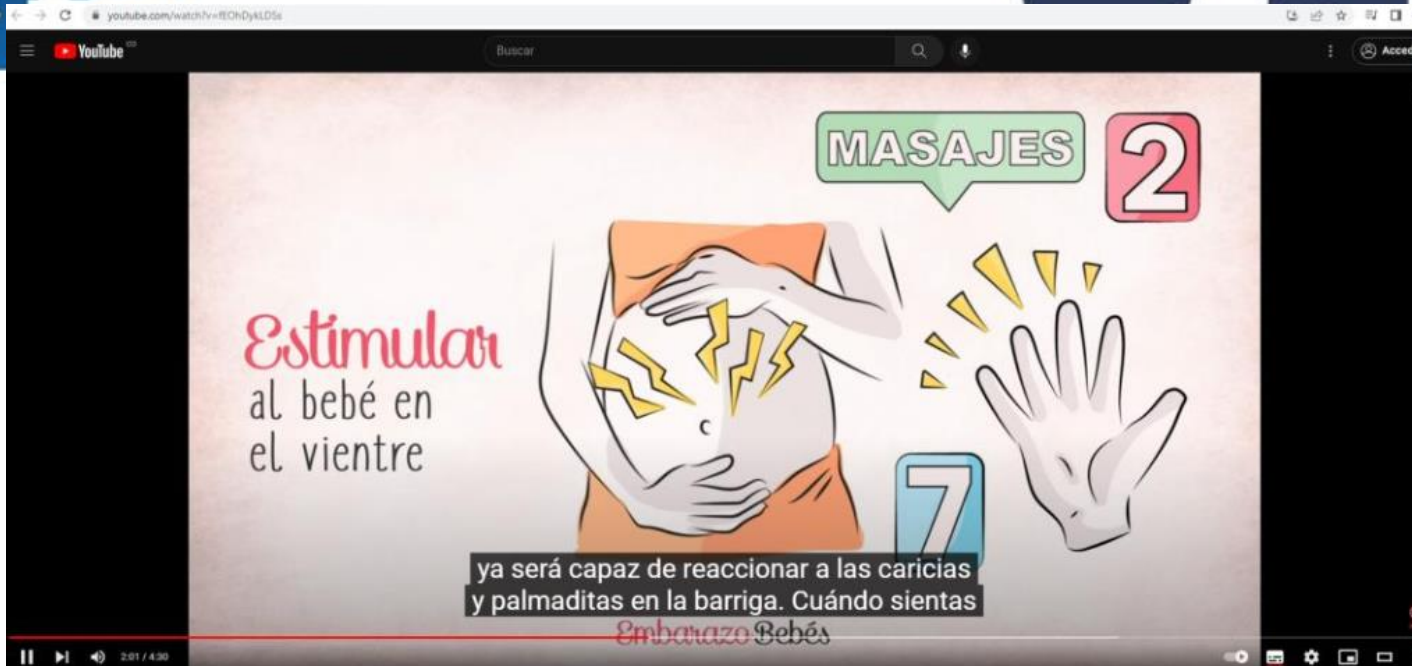 youtube.com/watch?v=fEOhDykLDSs
YouTube
Buscar
MASAJES
2
Estimular
al bebé en
el vientre
7
ya será capaz de reaccionar a las caricias
y palmaditas en la barriga. Cuándo sientas
Embarazo Bebés
2:01 / 4:30